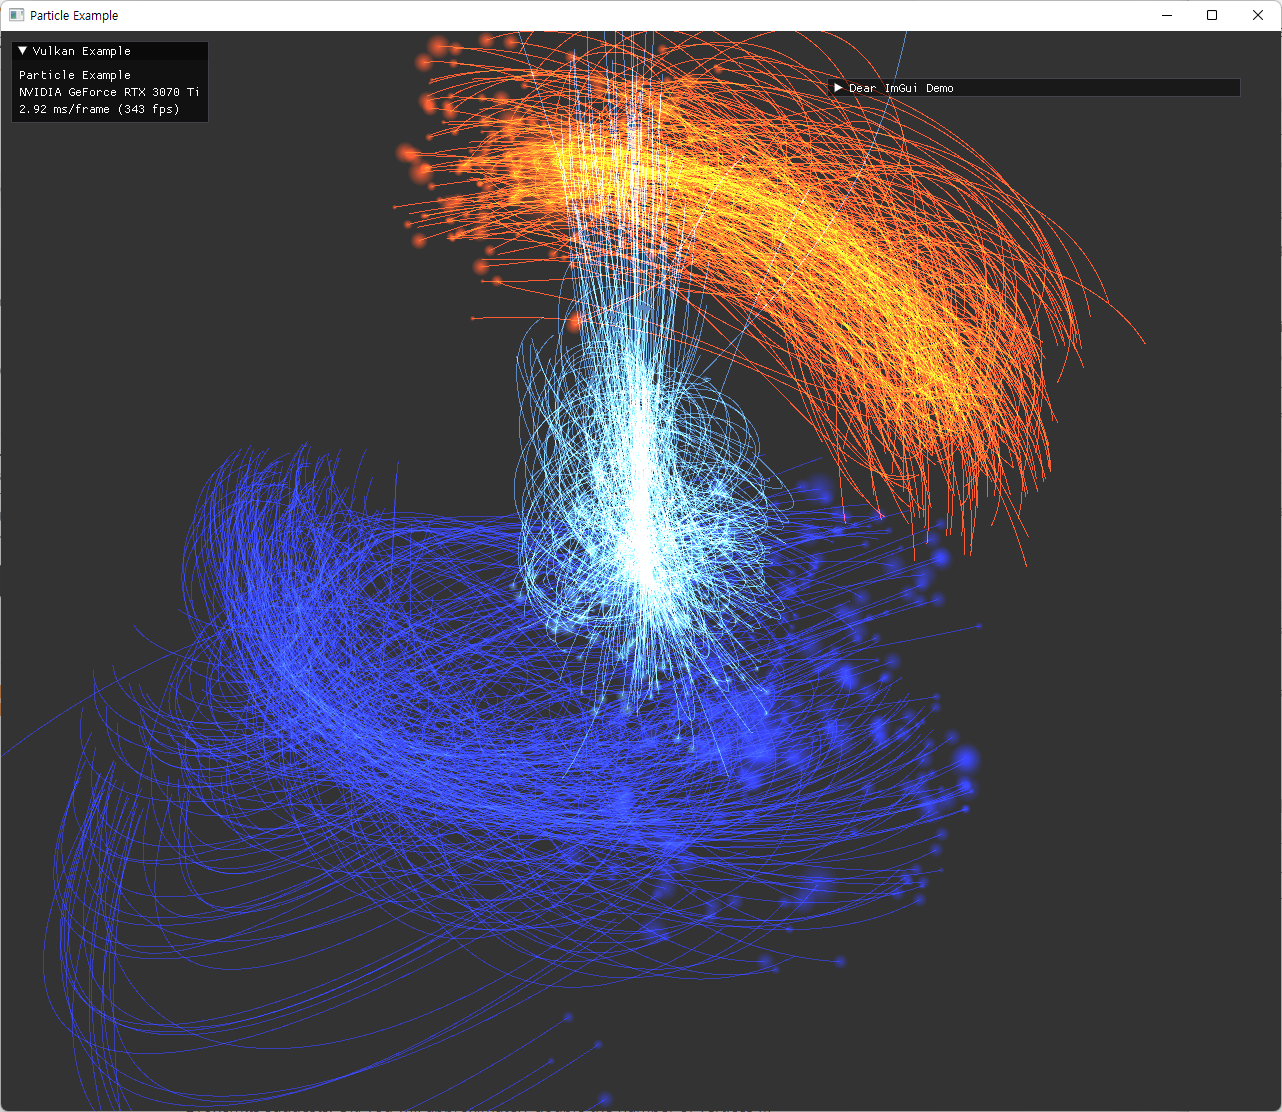 Particle Example
Vulkan Example
Particle Example
NVIDIA GeForce RTX 3070 Ti
2.92 ms/frame (343 fps)
Dear ImGui Demo